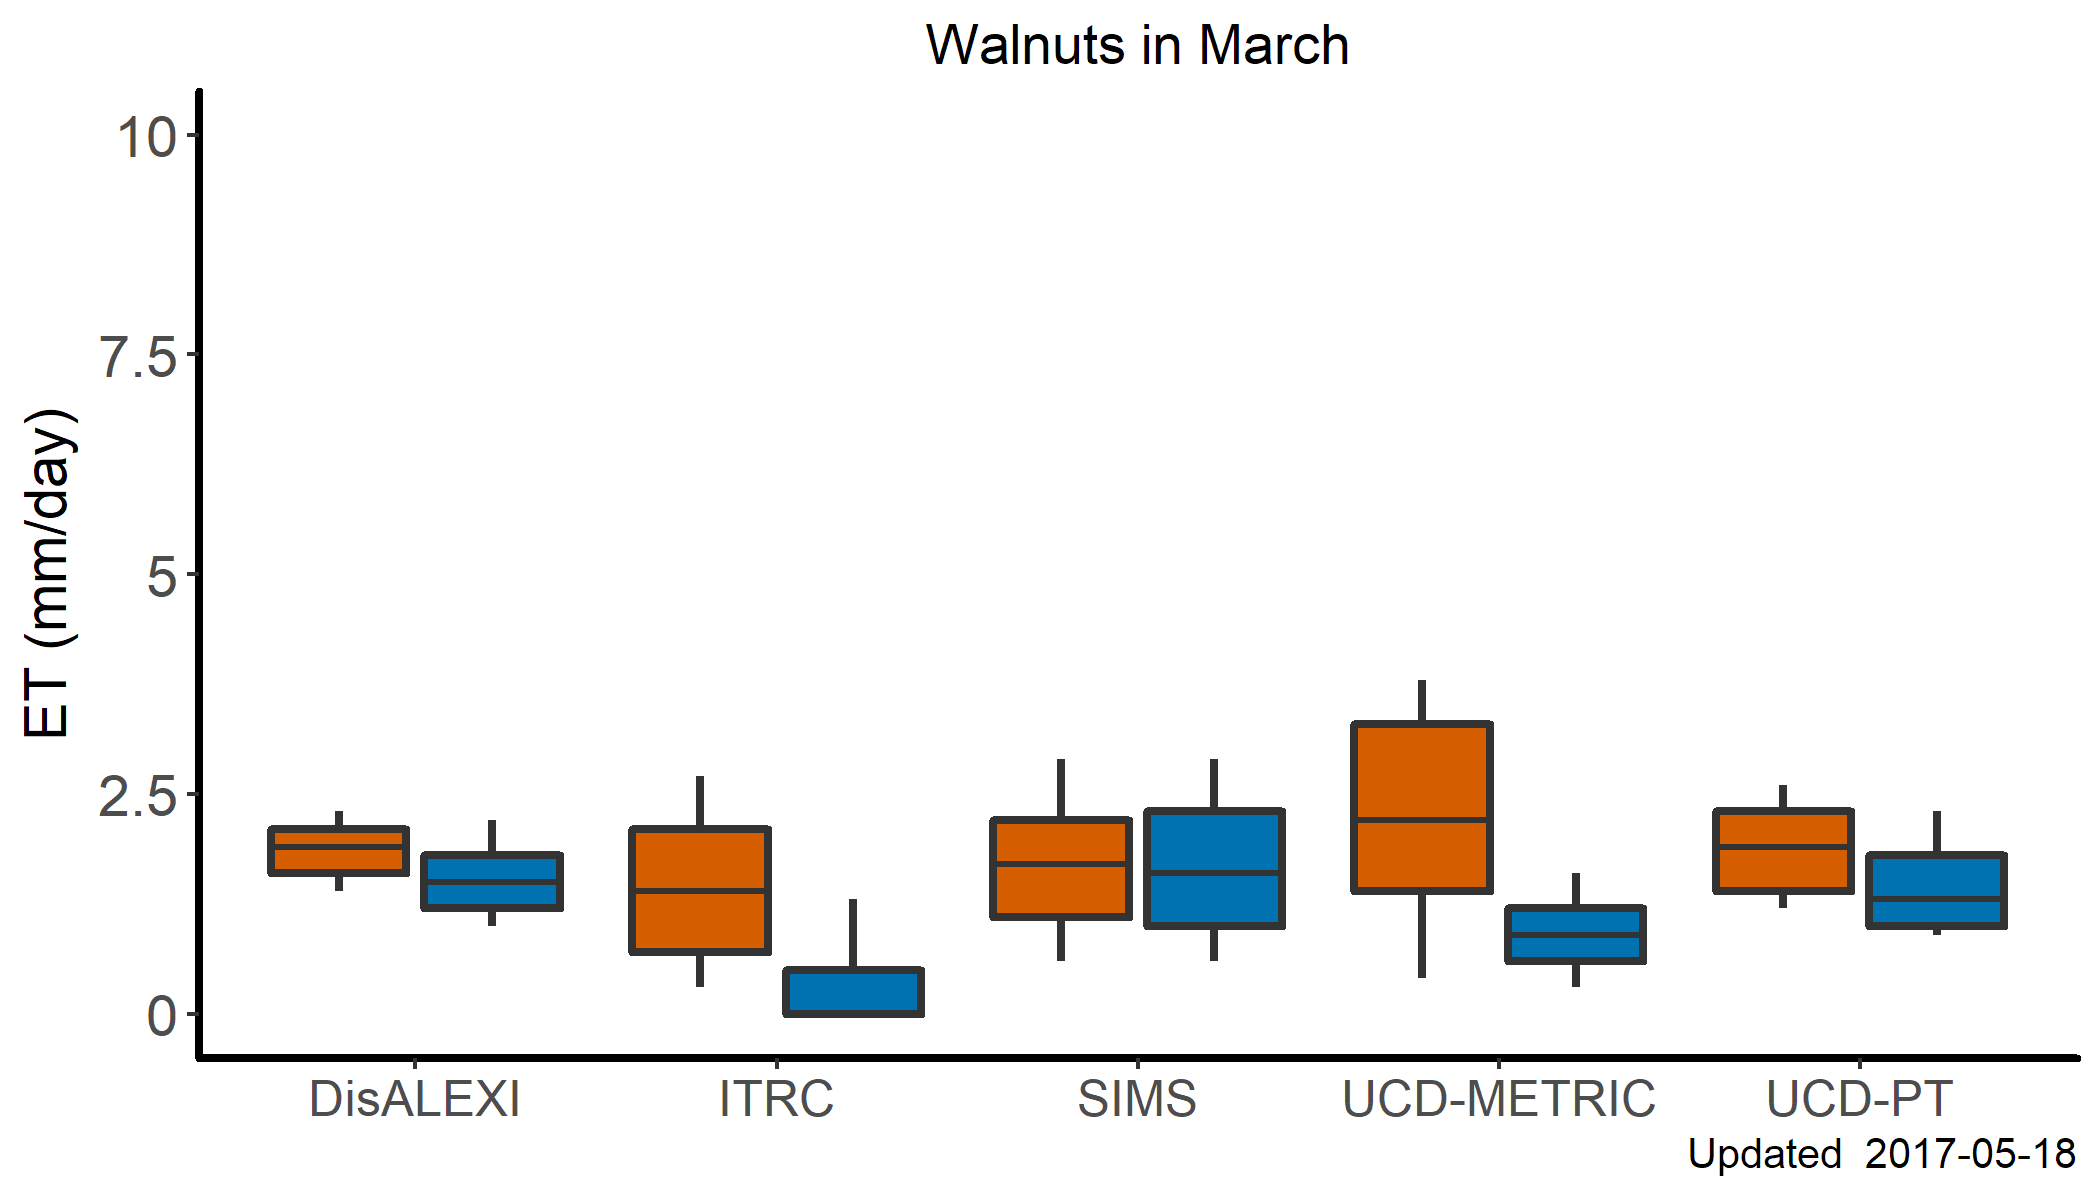 Walnuts in March
10
7.5
5
2.5
0
ET (mm/day)
DisALEXI ITRC SIMS UCD-METRIC UCD-PT
Updated 2017-05-18